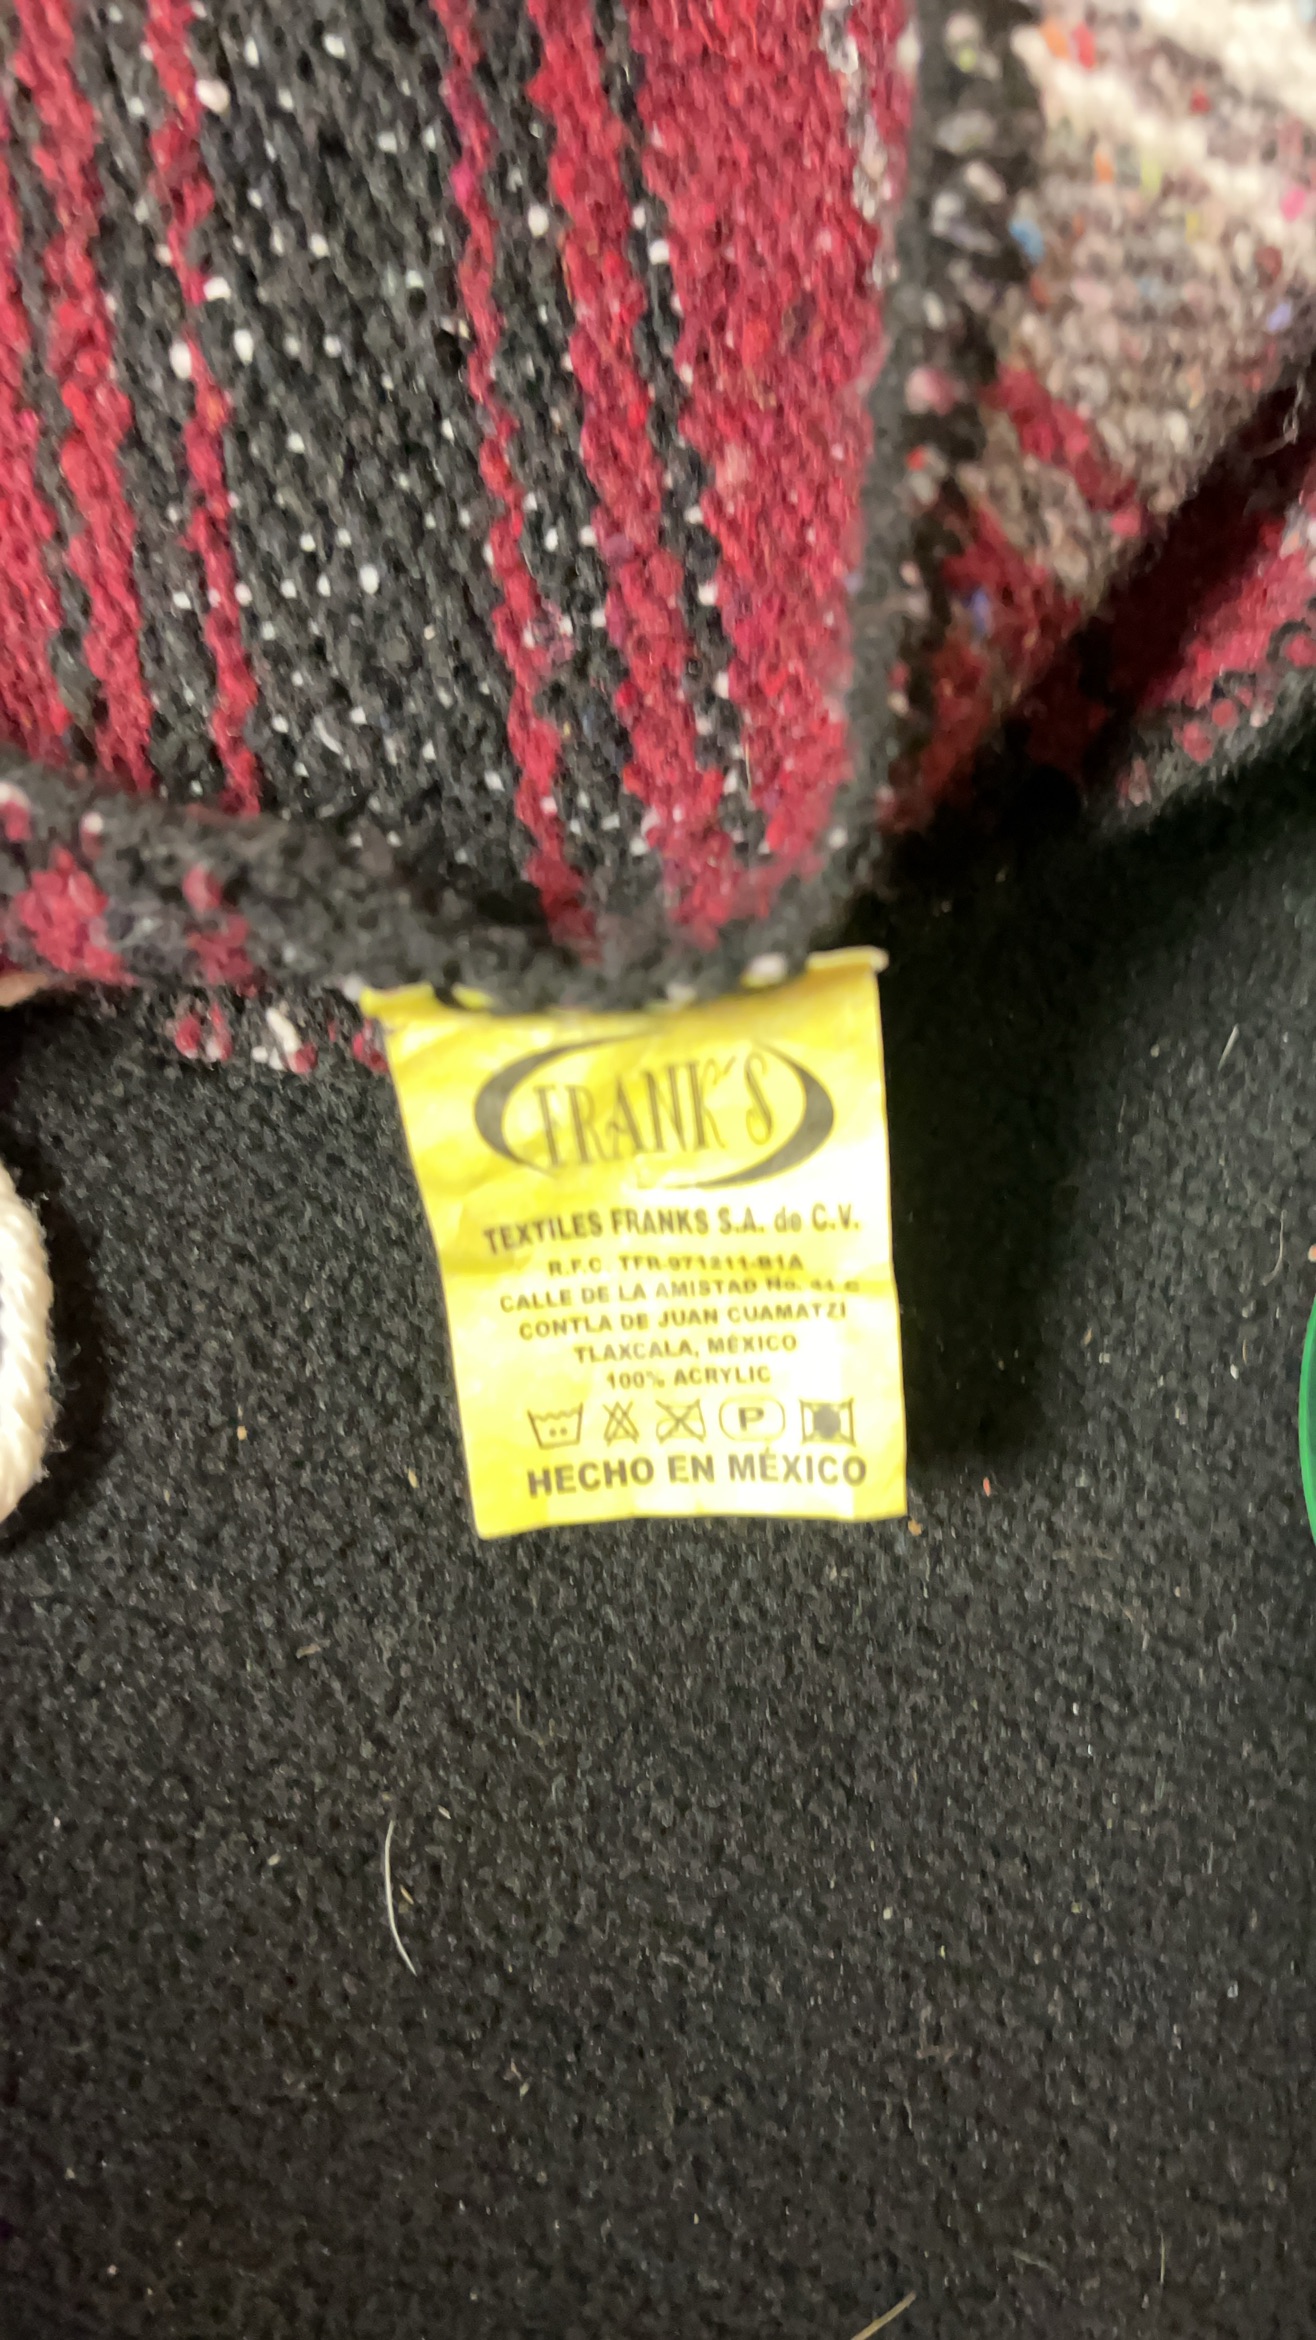 FRANK´S
TEXTILES FRANKS S.A. de C.V.
R.F.C. TFR-971211-B1A
CALLE DE LA AMISTAD No.
CONTLA DE JUAN CUAMATZI
TLAXCALA, MÉXICO
100% ACRYLIC
P
HECHO EN MÉXICO